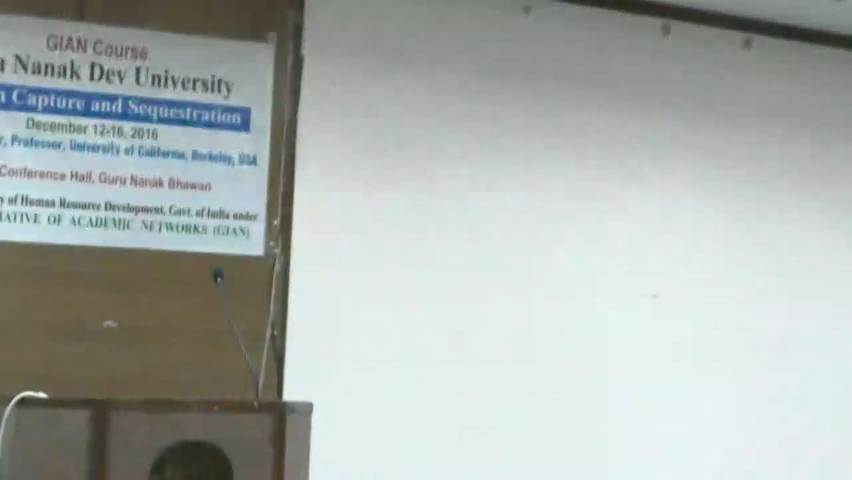 GIAN Course
Nanak Dev University
Capture and Sequestration
December 12-16, 2016
Professor, University of California, Berkeley, USA
Conference Hall, Guru Nanak Bhawan
of Human Resource Development, Govt. of India under
IATIVE OF ACADEMIC NETWORKS (GIAN)